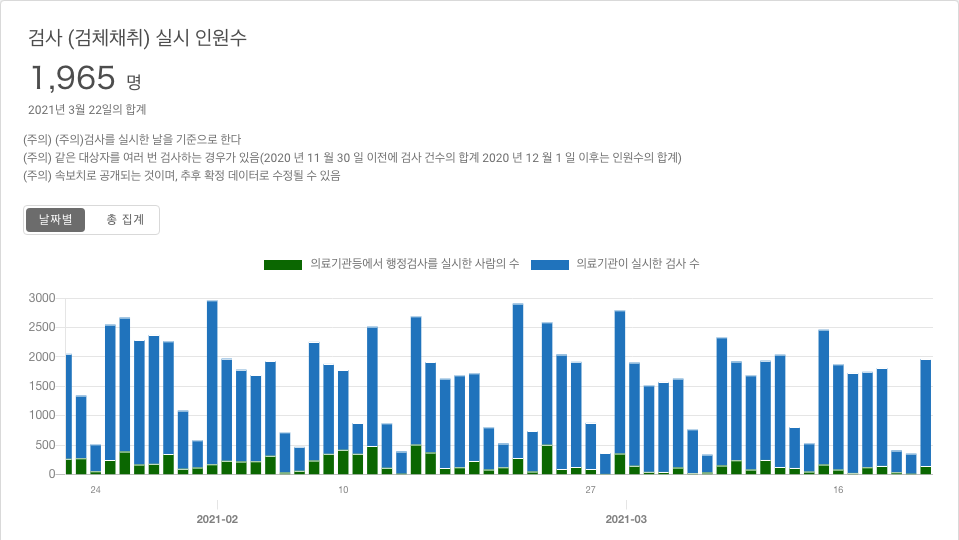 검사 (검체채취) 실시 인원수
1,965 명
2021년 3월 22일의 합계
(주의) (주의)검사를 실시한 날을 기준으로 한다
(주의) 같은 대상자를 여러 번 검사하는 경우가 있음(2020 년 11 월 30 일 이전에 검사 건수의 합계 2020 년 12 월 1 일 이후는 인원수의 합계)
(주의) 속보치로 공개되는 것이며, 추후 확정 데이터로 수정될 수 있음
날짜별 총 집계
의료기관등에서 행정검사를 실시한 사람의 수 의료기관이 실시한 검사 수
3000
2500
2000
1500
1000
500
0
24 10 27 16
2021-02 2021-03